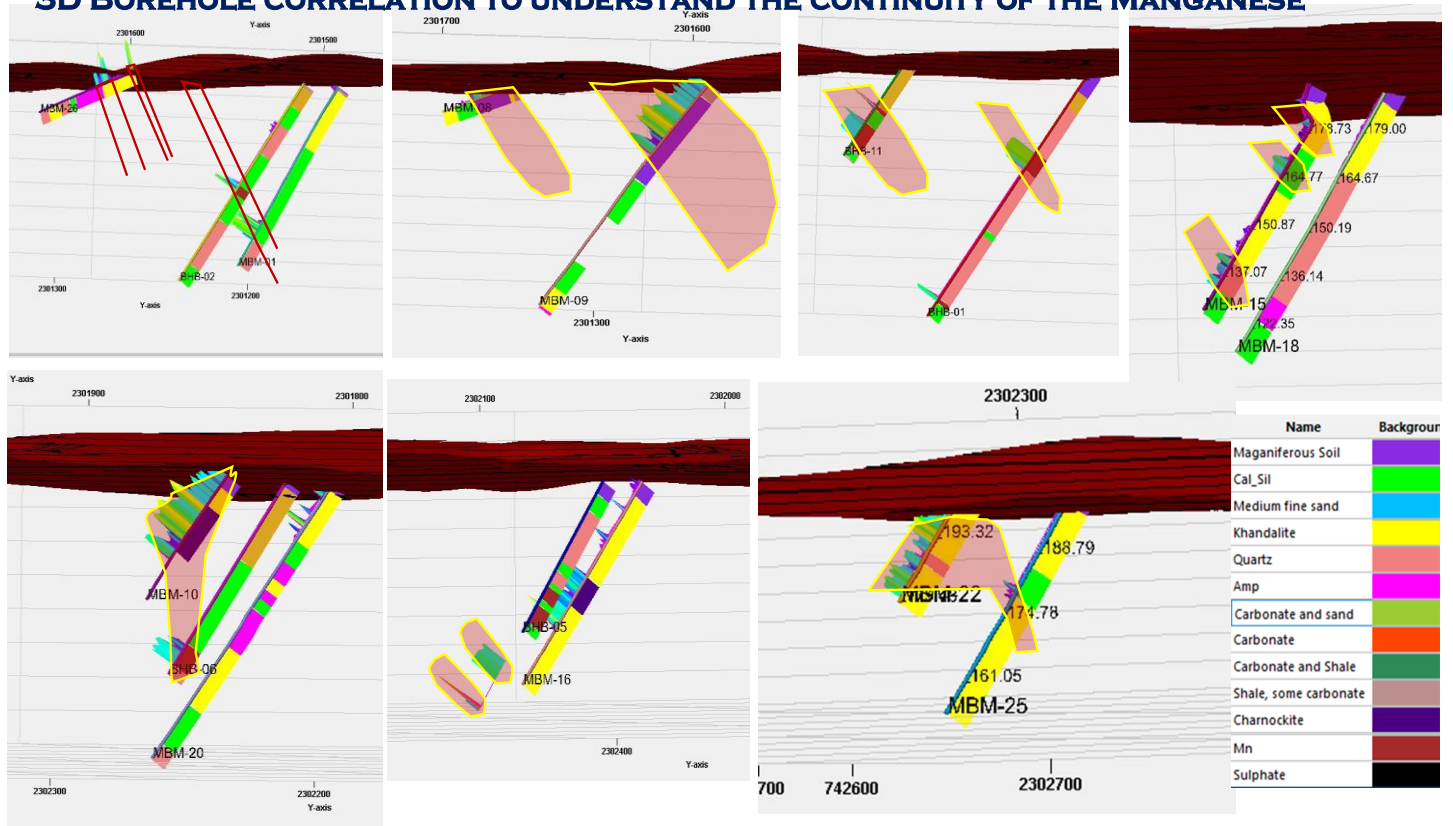 3D BOREHOLE CORRELATION TO UNDERSTAND THE CONTINUITY OF THE MANGANESE
2301600
Y-axis
2301500
MBM-26
BHB-02
MBM-01
2301300
Y-axis
2301200
2301700
Y-axis
2301600
MBM-08
MBM-09
2301300
Y-axis
BHB-11
BHB-01
178.73
179.00
164.77
164.67
150.87
150.19
137.07
136.14
MBM-15
122.35
MBM-18
Y-axis
2301900
2301800
MBM-10
BHB-06
MBM-20
2302300
2302200
Y-axis
2302100
2302000
BHB-05
MBM-16
2302400
Y-axis
2302300
193.32
188.79
174.78
161.05
MBM-25
700
742600
2302700
Name
Backgroun
Maganiferous Soil
Cal_Sil
Medium fine sand
Khandalite
Quartz
Amp
Carbonate and sand
Carbonate
Carbonate and Shale
Shale, some carbonate
Charnockite
Mn
Sulphate